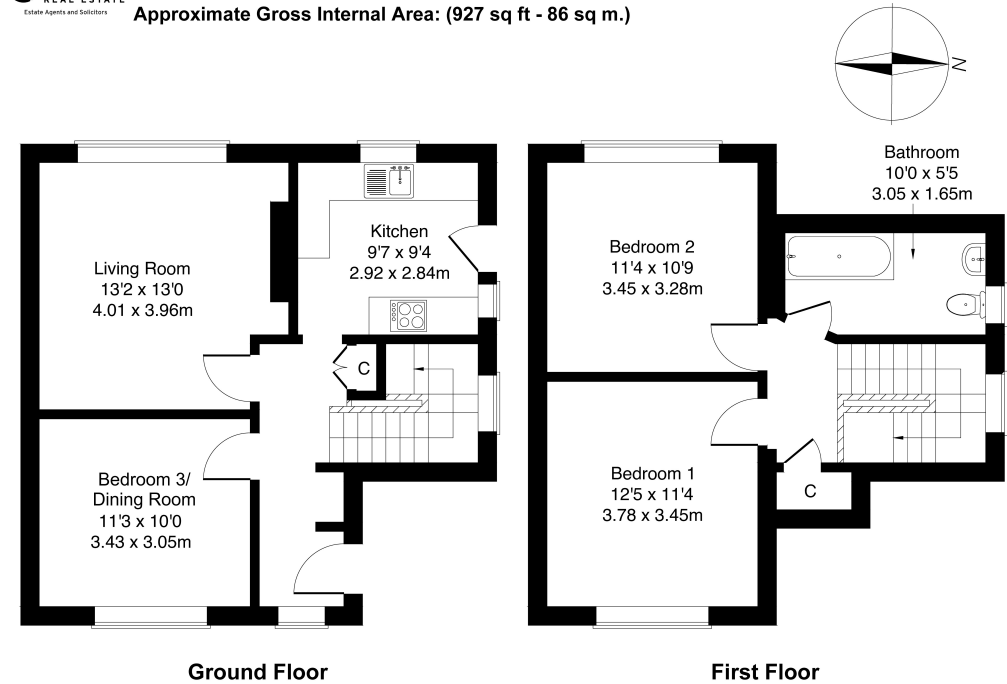 REAL ESTATE
Estate Agents and Solicitors
Approximate Gross Internal Area: (927 sq ft - 86 sq m.)
N
Bathroom
10'0 x 5'5
3.05 x 1.65m
Living Room
13'2 x 13'0
4.01 x 3.96m
Kitchen
9'7 x 9'4
2.92 x 2.84m
C
Bedroom 3/
Dining Room
11'3 x 10'0
3.43 x 3.05m
Bedroom 2
11'4 x 10'9
3.45 x 3.28m
Bedroom 1
12'5 x 11'4
3.78 x 3.45m
C
Ground Floor
First Floor